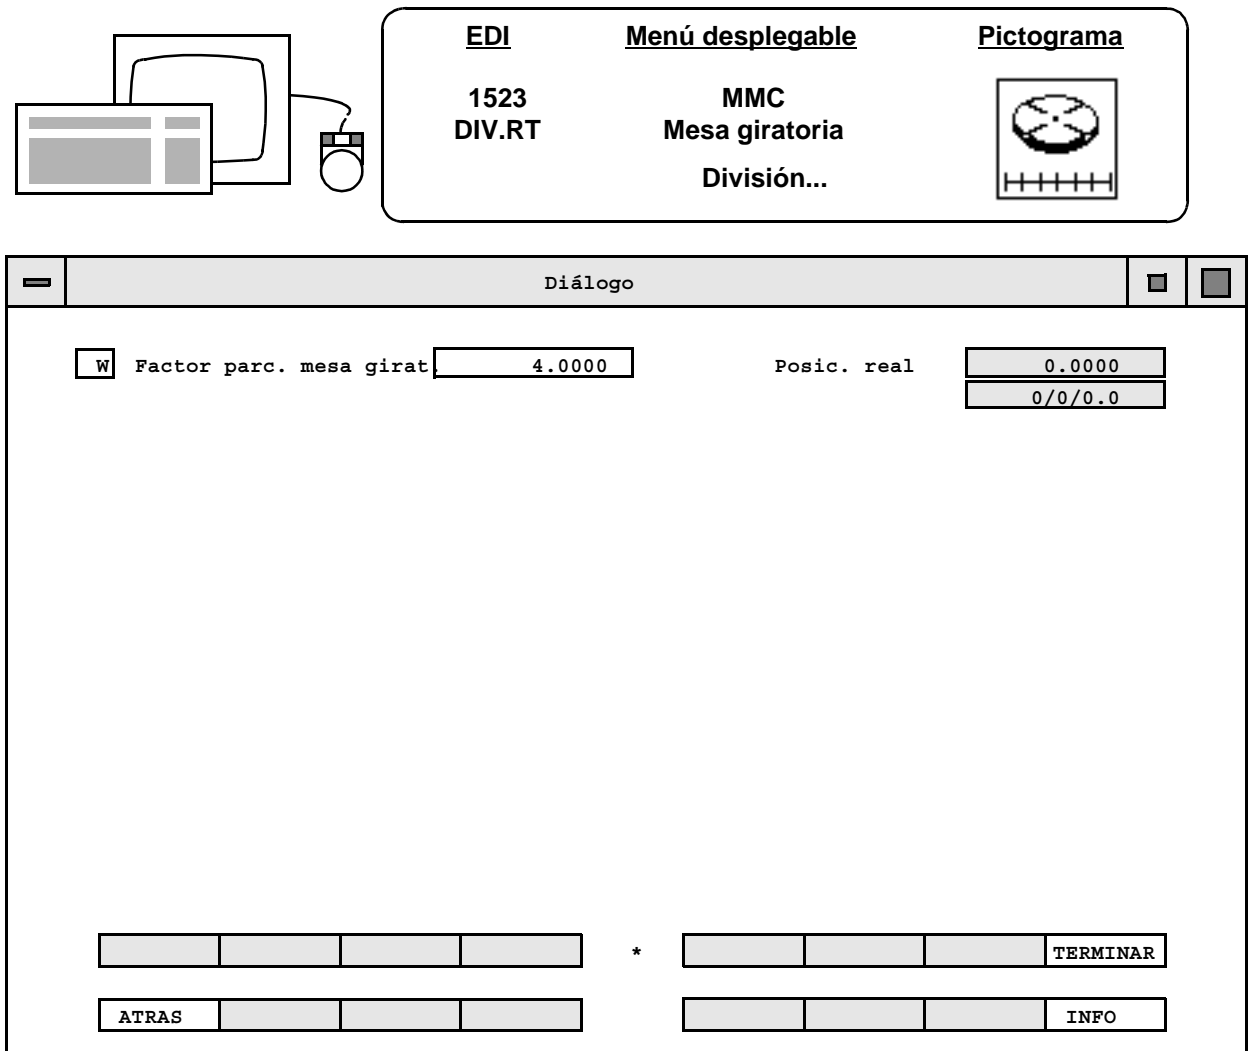 EDI Menú desplegable Pictograma
1523 MMC
DIV.RT Mesa giratoria
División...
Diálogo
W Factor parc. mesa girat. 4.0000 Posic. real 0.0000
0/0/0.0
* TERMINAR
ATRAS INFO